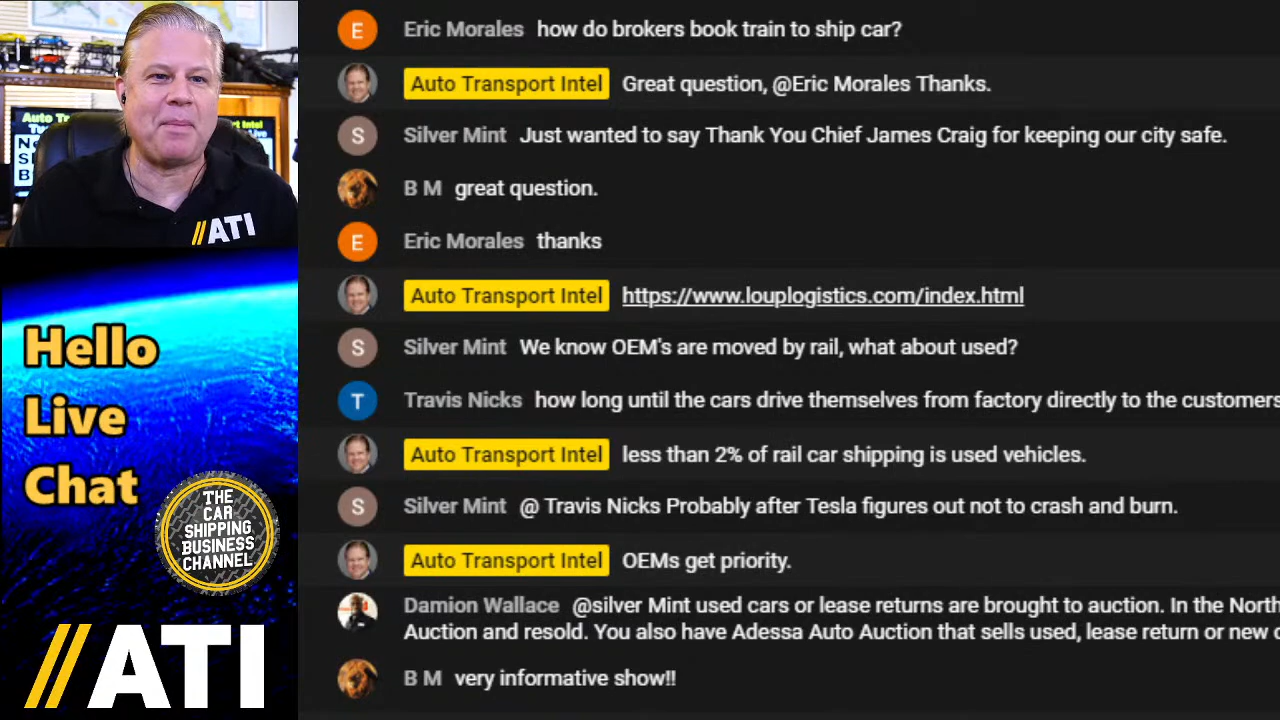 //ATI
Hello
Live
Chat
THE
CAR
SHIPPING
BUSINESS
CHANNEL
//ATI
E Eric Morales how do brokers book train to ship car?
Auto Transport Intel Great question, @Eric Morales Thanks.
S Silver Mint Just wanted to say Thank You Chief James Craig for keeping our city safe.
B M great question.
E Eric Morales thanks
Auto Transport Intel https://www.louplogistics.com/index.html
S Silver Mint We know OEM's are moved by rail, what about used?
T Travis Nicks how long until the cars drive themselves from factory directly to the customers
Auto Transport Intel less than 2% of rail car shipping is used vehicles.
S Silver Mint @ Travis Nicks Probably after Tesla figures out not to crash and burn.
Auto Transport Intel OEMs get priority.
Damion Wallace @silver Mint used cars or lease returns are brought to auction. In the North
Auction and resold. You also have Adessa Auto Auction that sells used, lease return or new
B M very informative show!!